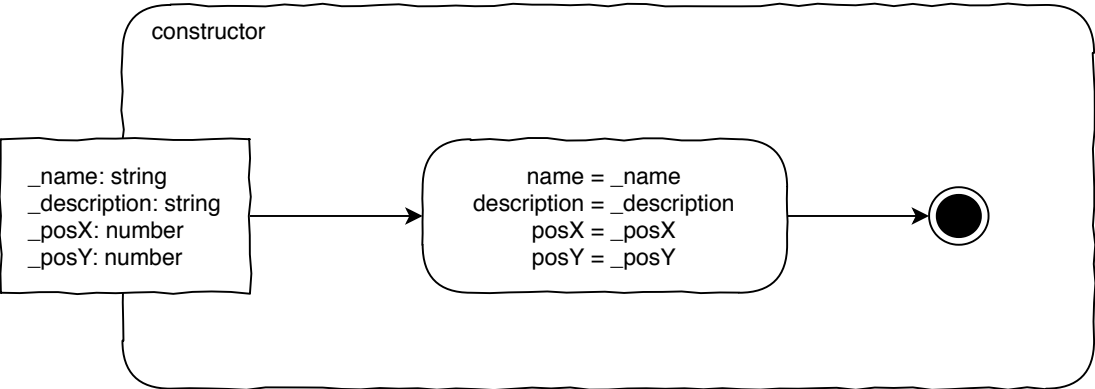 constructor
_name: string
_description: string
_posX: number
_posY: number
name = _name
description = _description
posX = _posX
posY = _posY